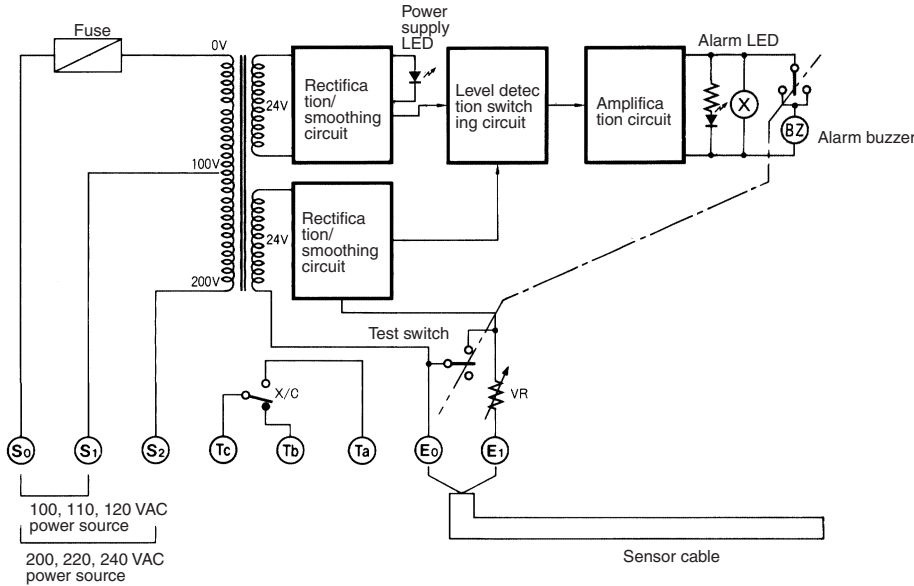 Fuse
Power
supply
LED
0V
Alarm LED
24V
Rectifica
tion/
smoothing
circuit
Level detec
tion switch
ing circuit
Amplifica
tion circuit
X
BZ
Alarm buzzer
100V
24V
Rectifica
tion/
smoothing
circuit
200V
Test switch
X/C
VR
S0
S1
S2
Tc
Tb
Ta
E0
E1
100, 110, 120 VAC
power source
200, 220, 240 VAC
power source
Sensor cable